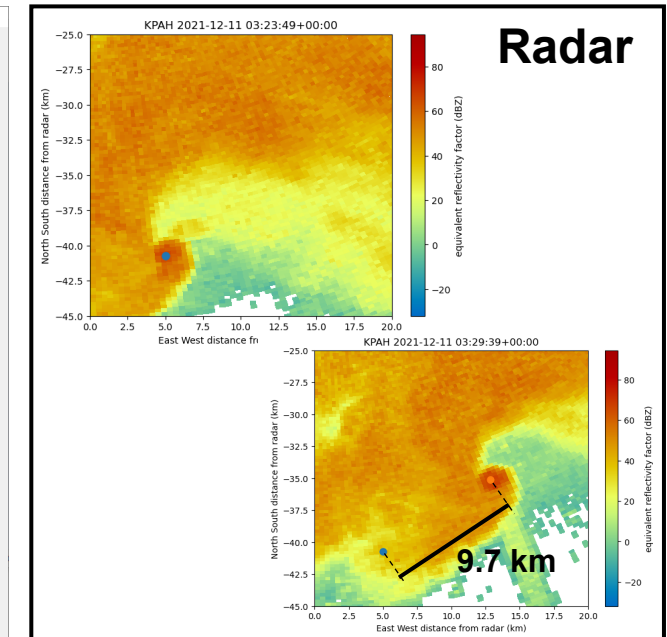 KPAH 2021-12-11 03:23:49+00:00
Radar
−25.0
−27.5
−30.0
−32.5
−35.0
−37.5
−40.0
−42.5
−45.0
North South distance from radar (km)
0.0 2.5 5.0 7.5 10.0 12.5 15.0 17.5 20.0
East West distance fr
80
60
40
20
0
−20
equivalent reflectivity factor (dBZ)
KPAH 2021-12-11 03:29:39+00:00
−25.0
−27.5
−30.0
−32.5
−35.0
−37.5
−40.0
−42.5
−45.0
North South distance from radar (km)
9.7 km
0.0 2.5 5.0 7.5 10.0 12.5 15.0 17.5 20.0
East West distance from radar (km)
80
60
40
20
0
−20
equivalent reflectivity factor (dBZ)